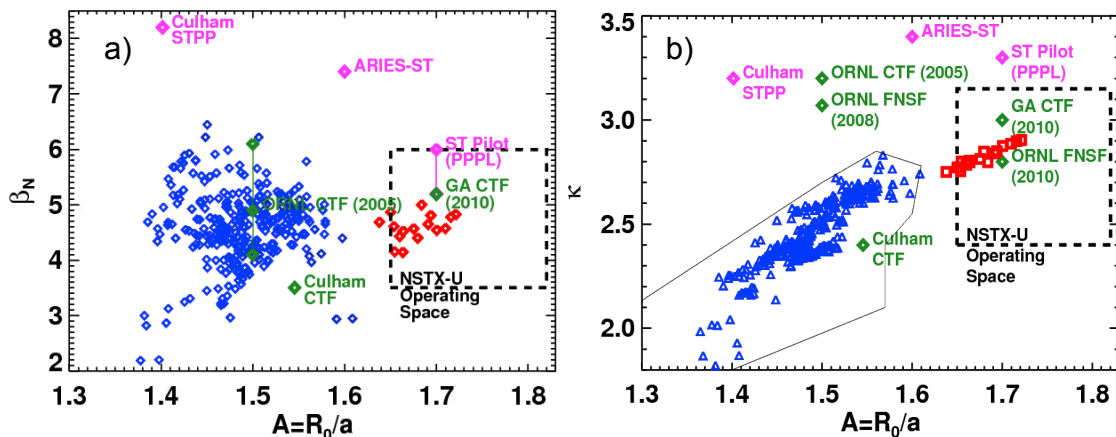 a)
8
7
6
5
4
3
2
β_N
Culham
STPP
ARIES-ST
ST Pilot
(PPPL)
GA CTF
(2010)
ORNL CTF (2005)
Culham
CTF
NSTX-U
Operating
Space
1.3 1.4 1.5 1.6 1.7 1.8
A=R₀/a
b)
3.5
3.0
2.5
2.0
κ
ARIES-ST
Culham
STPP
ORNL CTF (2005)
ORNL FNSF
(2008)
ST Pilot
(PPPL)
GA CTF
(2010)
ORNL FNSF
(2010)
Culham
CTF
NSTX-U
Operating
Space
1.3 1.4 1.5 1.6 1.7 1.8
A=R₀/a